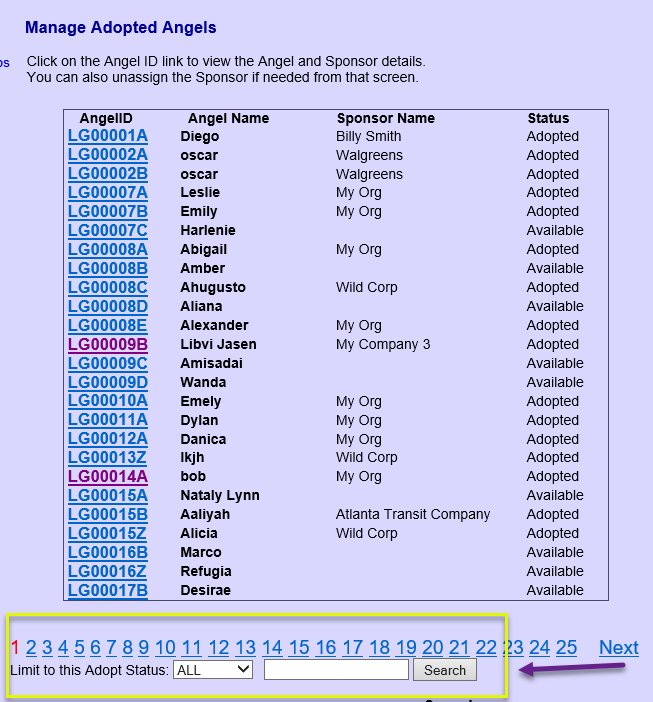 Manage Adopted Angels
os Click on the Angel ID link to view the Angel and Sponsor details.
You can also unassign the Sponsor if needed from that screen.
AngelID Angel Name Sponsor Name Status
LG00001A Diego Billy Smith Adopted
LG00002A oscar Walgreens Adopted
LG00002B oscar Walgreens Adopted
LG00007A Leslie My Org Adopted
LG00007B Emily My Org Adopted
LG00007C Harlenie Available
LG00008A Abigail My Org Adopted
LG00008B Amber Available
LG00008C Ahugusto Wild Corp Adopted
LG00008D Aliana Available
LG00008E Alexander My Org Adopted
LG00009B Libvi Jasen My Company 3 Adopted
LG00009C Amisadai Available
LG00009D Wanda Available
LG00010A Emely My Org Adopted
LG00011A Dylan My Org Adopted
LG00012A Danica My Org Adopted
LG00013Z Ikjh Wild Corp Adopted
LG00014A bob My Org Adopted
LG00015A Nataly Lynn Available
LG00015B Aaliyah Atlanta Transit Company Adopted
LG00015Z Alicia Wild Corp Adopted
LG00016B Marco Available
LG00016Z Refugia Available
LG00017B Desirae Available
1 2 3 4 5 6 7 8 9 10 11 12 13 14 15 16 17 18 19 20 21 22 23 24 25 Next
Limit to this Adopt Status: ALL Search